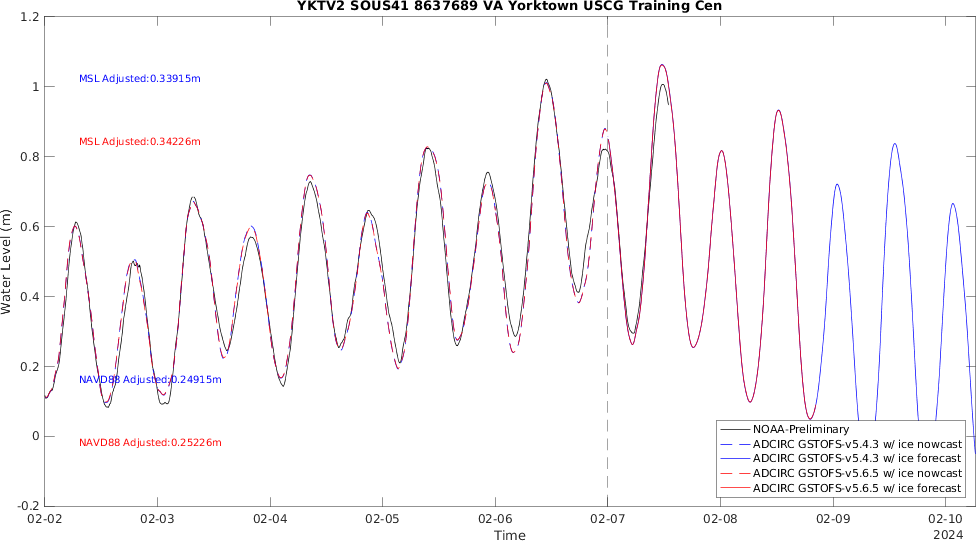 YKTV2 SOUS41 8637689 VA Yorktown USCG Training Cen
1.2
1
0.8
0.6
0.4
0.2
0
-0.2
Water Level (m)
MSL Adjusted:0.33915m
MSL Adjusted:0.34226m
NAVD88 Adjusted:0.24915m
NAVD88 Adjusted:0.25226m
NOAA-Preliminary
ADCIRC GSTOFS-v5.4.3 w/ ice nowcast
ADCIRC GSTOFS-v5.4.3 w/ ice forecast
ADCIRC GSTOFS-v5.6.5 w/ ice nowcast
ADCIRC GSTOFS-v5.6.5 w/ ice forecast
02-02 02-03 02-04 02-05 02-06 02-07 02-08 02-09 02-10
Time
2024